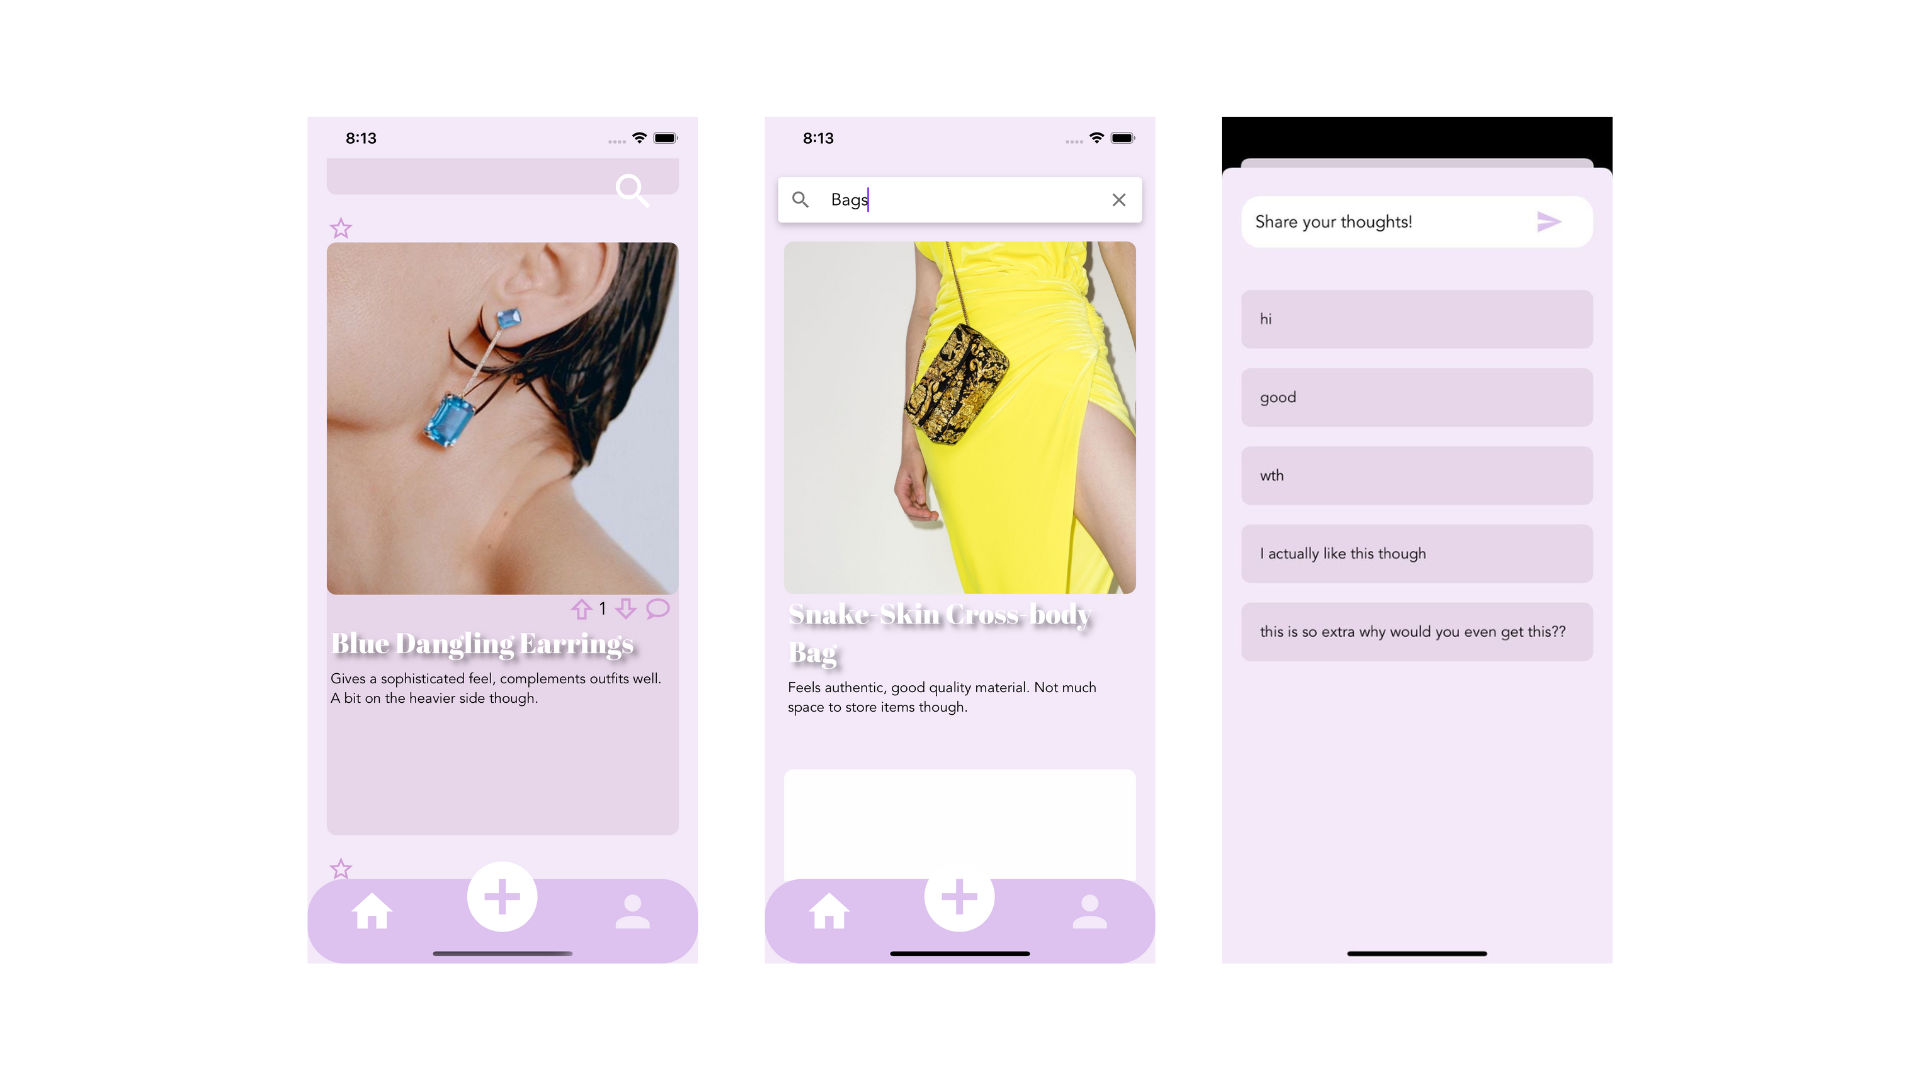 8:13
1
Blue Dangling Earrings
Gives a sophisticated feel, complements outfits well.
A bit on the heavier side though.
8:13
Bags
Snake-Skin Cross-body
Bag
Feels authentic, good quality material. Not much
space to store items though.
Share your thoughts!
hi
good
wth
I actually like this though
this is so extra why would you even get this??